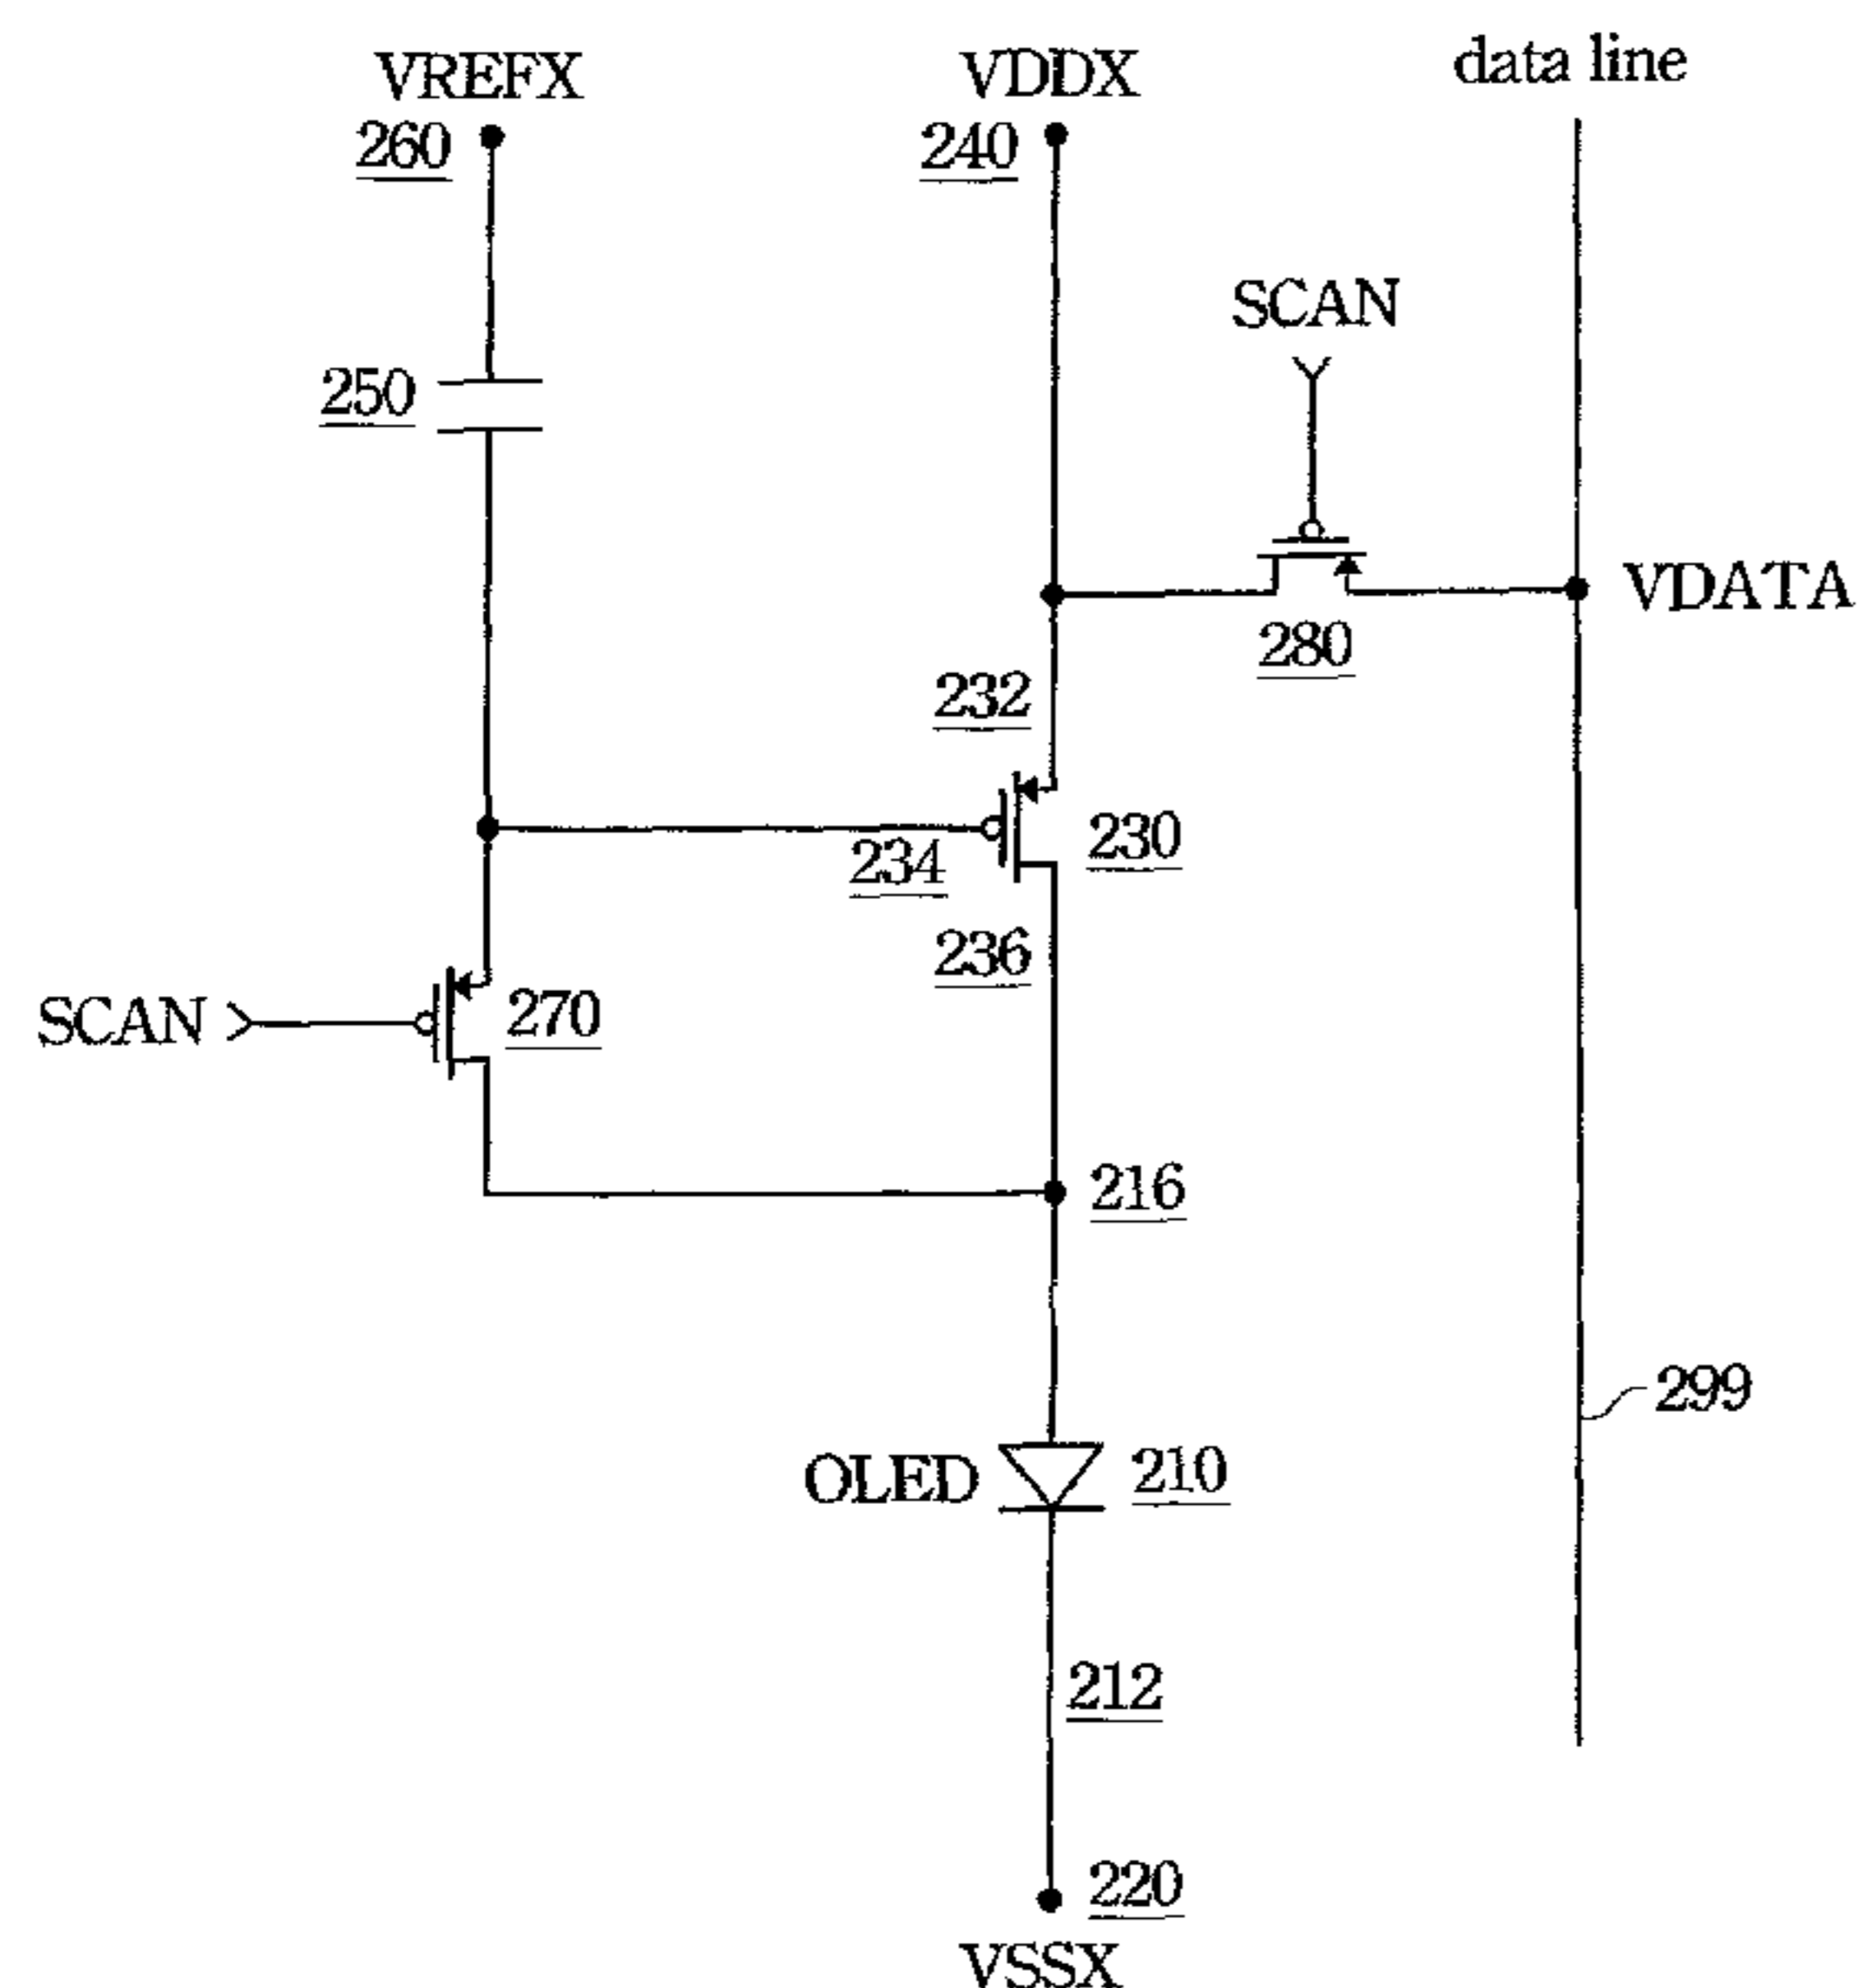 VREFX
260
VDDX
240
data line
SCAN
250
VDATA
280
232
230
234
236
SCAN
270
216
299
OLED
210
212
220
VSSX